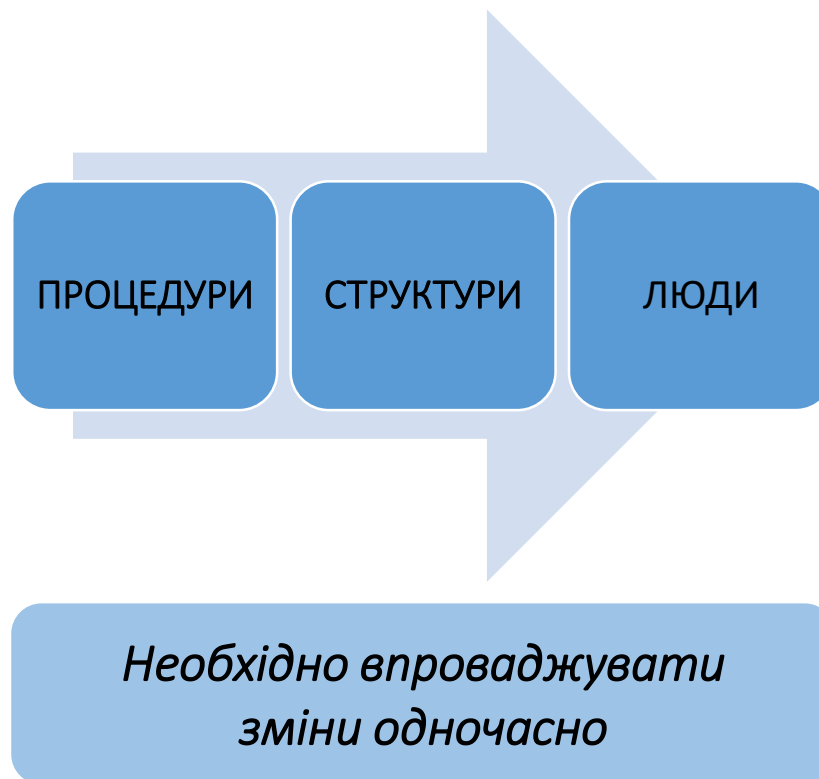 ПРОЦЕДУРИ
СТРУКТУРИ
ЛЮДИ
Необхідно впроваджувати
зміни одночасно